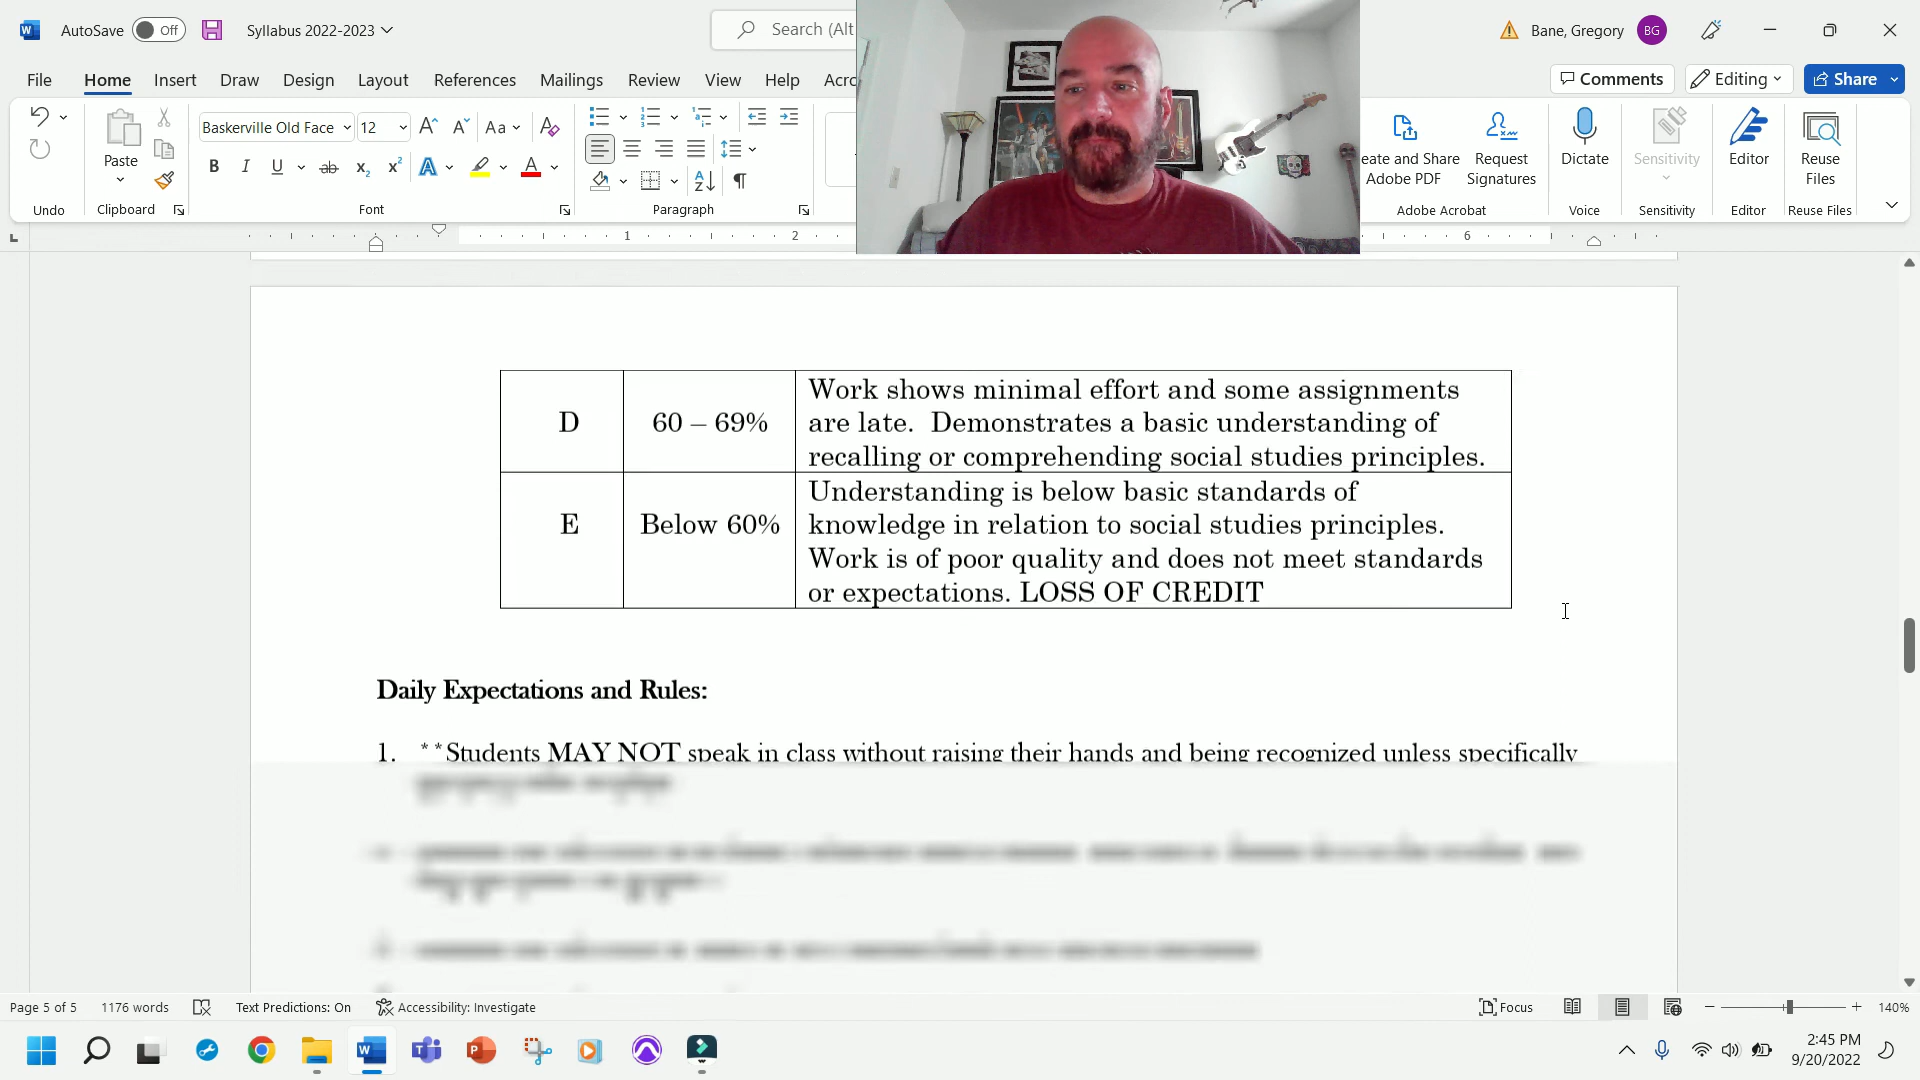 AutoSave Off Syllabus 2022-2023 Search (Alt Bane, Gregory BG
File Home Insert Draw Design Layout References Mailings Review View Help Acro Comments Editing Share
Baskerville Old Face 12 Aa
Paste B I U ab x2 x2 A A
eate and Share Request Dictate Sensitivity Editor Reuse
Adobe PDF Signatures Files
Undo Clipboard Font Paragraph Adobe Acrobat Voice Sensitivity Editor Reuse Files
1 2 6
D 60 – 69% Work shows minimal effort and some assignments
are late. Demonstrates a basic understanding of
recalling or comprehending social studies principles.
E Below 60% Understanding is below basic standards of
knowledge in relation to social studies principles.
Work is of poor quality and does not meet standards
or expectations. LOSS OF CREDIT
Daily Expectations and Rules:
1. **Students MAY NOT speak in class without raising their hands and being recognized unless specifically
Page 5 of 5 1176 words Text Predictions: On Accessibility: Investigate Focus 140%
2:45 PM
9/20/2022